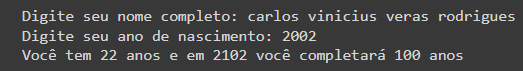 Digite seu nome completo: carlos vinicius veras rodrigues
Digite seu ano de nascimento: 2002
Você tem 22 anos e em 2102 você completará 100 anos